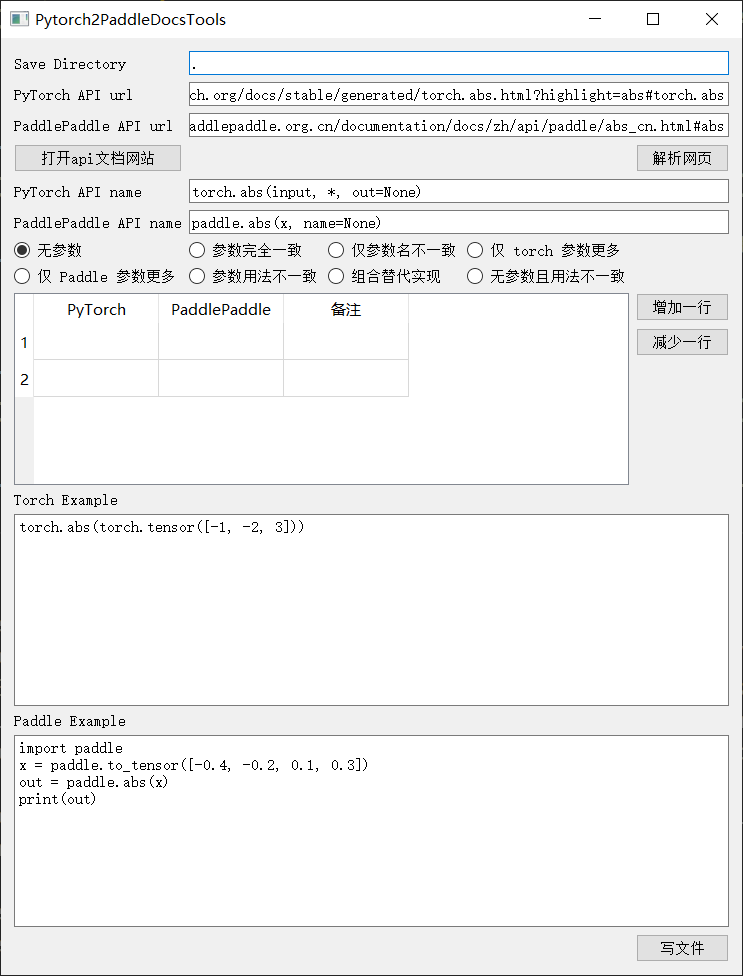 Pytorch2PaddleDocsTools
Save Directory .
PyTorch API url ch.org/docs/stable/generated/torch.abs.html?highlight=abs#torch.abs
PaddlePaddle API url addlepaddle.org.cn/documentation/docs/zh/api/paddle/abs_cn.html#abs
打开api文档网站 解析网页
PyTorch API name torch.abs(input, *, out=None)
PaddlePaddle API name paddle.abs(x, name=None)
无参数 参数完全一致 仅参数名不一致 仅 torch 参数更多
仅 Paddle 参数更多 参数用法不一致 组合替代实现 无参数且用法不一致
PyTorch PaddlePaddle 备注 增加一行
1 减少一行
2
Torch Example
torch.abs(torch.tensor([-1, -2, 3]))
Paddle Example
import paddle
x = paddle.to_tensor([-0.4, -0.2, 0.1, 0.3])
out = paddle.abs(x)
print(out)
写文件